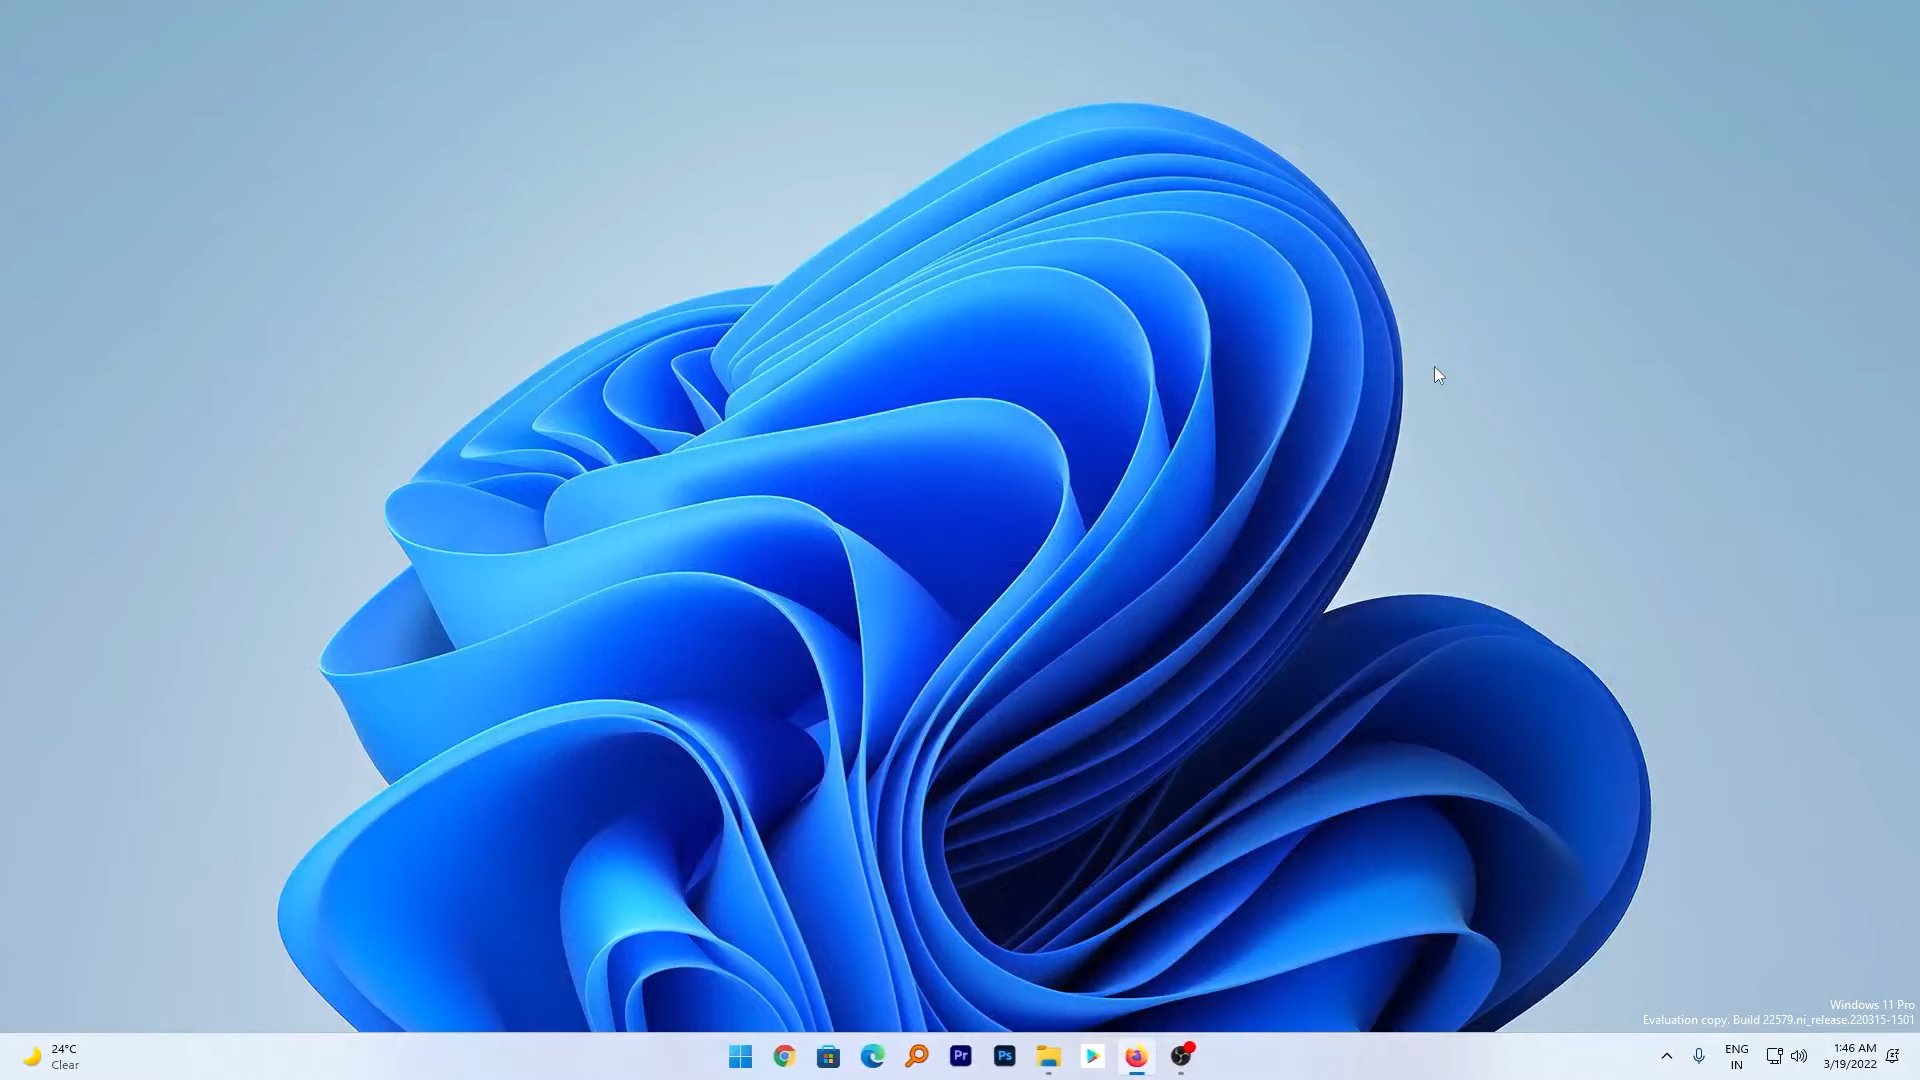 Windows 11 Pro
Evaluation copy. Build 22579.ni_release.220315-1501
24°C
Clear
Pr
Ps
ENG
IN
1:46 AM
3/19/2022